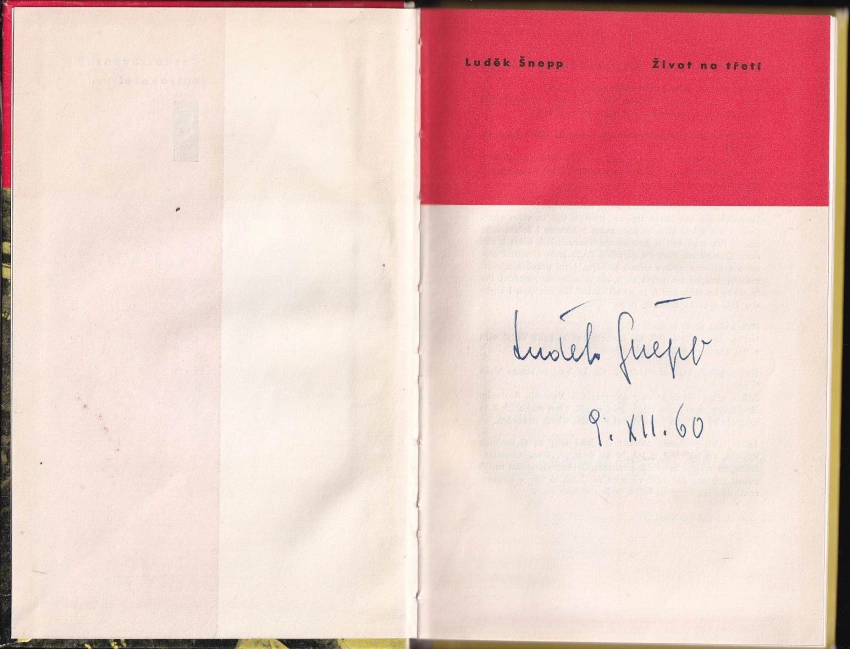 Luděk Šnepp Život na třetí
Luděk Šnepp
9. XII. 60